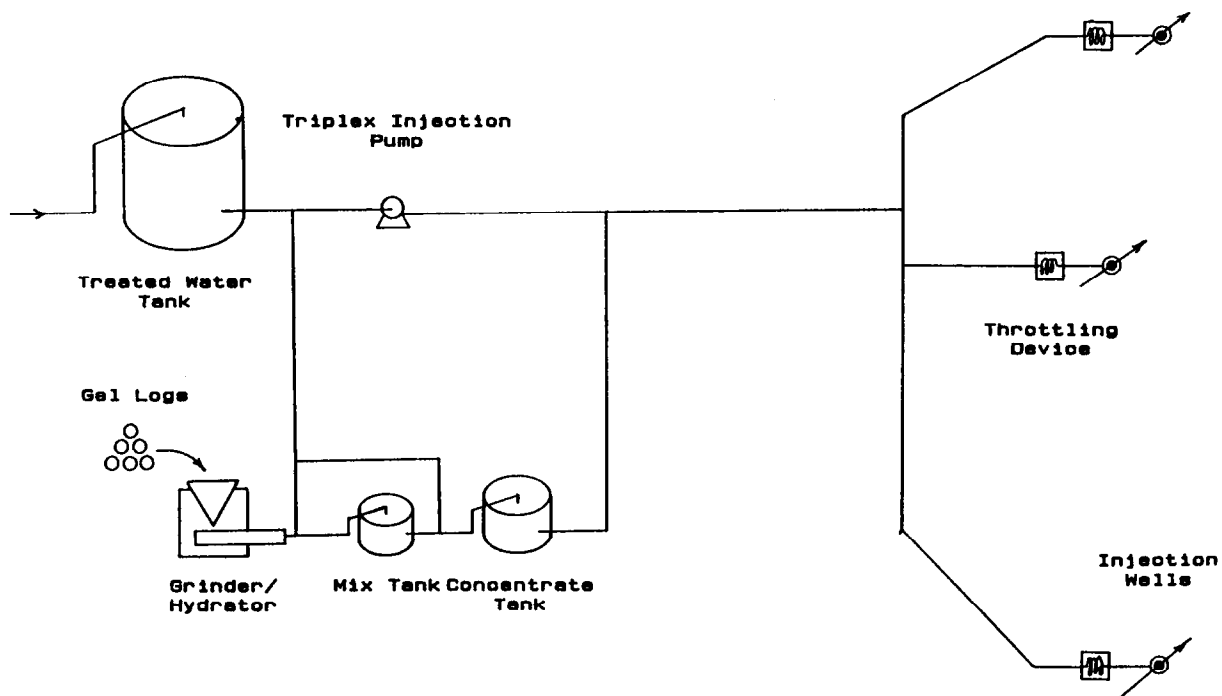 Triplex Injection
Pump
Treated Water
Tank
Throttling
Device
Gel Logs
Grinder/
Hydrator
Mix Tank
Concentrate
Tank
Injection
Wells